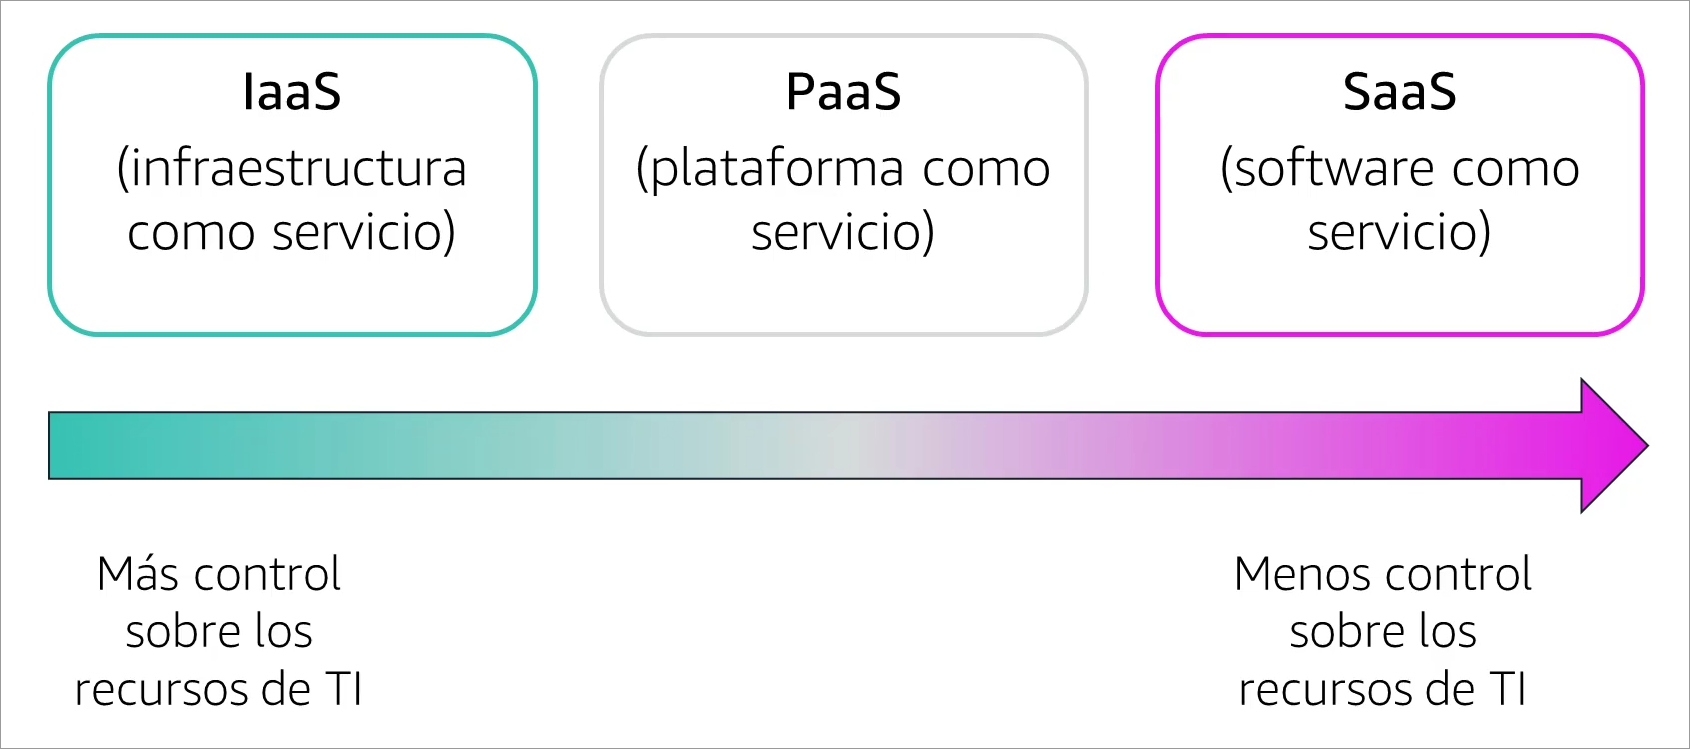 IaaS
(infraestructura
como servicio)
PaaS
(plataforma como
servicio)
SaaS
(software como
servicio)
Más control
sobre los
recursos de TI
Menos control
sobre los
recursos de TI